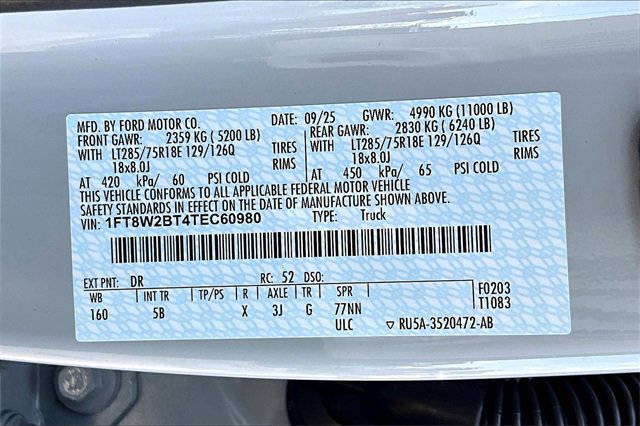 MFD. BY FORD MOTOR CO. DATE: 09/25 GVWR: 4990 KG (11000 LB)
FRONT GAWR: 2359 KG ( 5200 LB) REAR GAWR: 2830 KG ( 6240 LB)
WITH LT285/75R18E 129/126Q TIRES WITH LT285/75R18E 129/126Q TIRES
18x8.0J RIMS 18x8.0J RIMS
AT 420 kPa/ 60 PSI COLD AT 450 kPa/ 65 PSI COLD
THIS VEHICLE CONFORMS TO ALL APPLICABLE FEDERAL MOTOR VEHICLE
SAFETY STANDARDS IN EFFECT ON THE DATE OF MANUFACTURE SHOWN ABOVE.
VIN: 1FT8W2BT4TEC60980 TYPE: Truck
EXT PNT: DR RC: 52 DSO: F0203
WB INT TR TP/PS R AXLE TR SPR T1083
160 5B X 3J G 77NN
ULC ▽ RU5A-3520472-AB